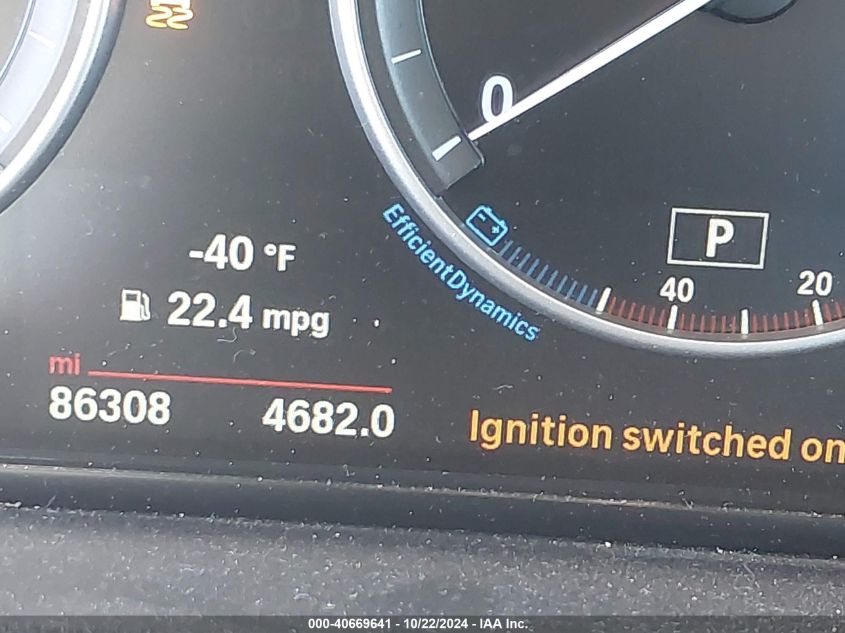 0
EfficientDynamics
P
40 20
-40 °F
22.4 mpg
mi
86308 4682.0
Ignition switched on
000-40669641 - 10/22/2024 - IAA Inc.